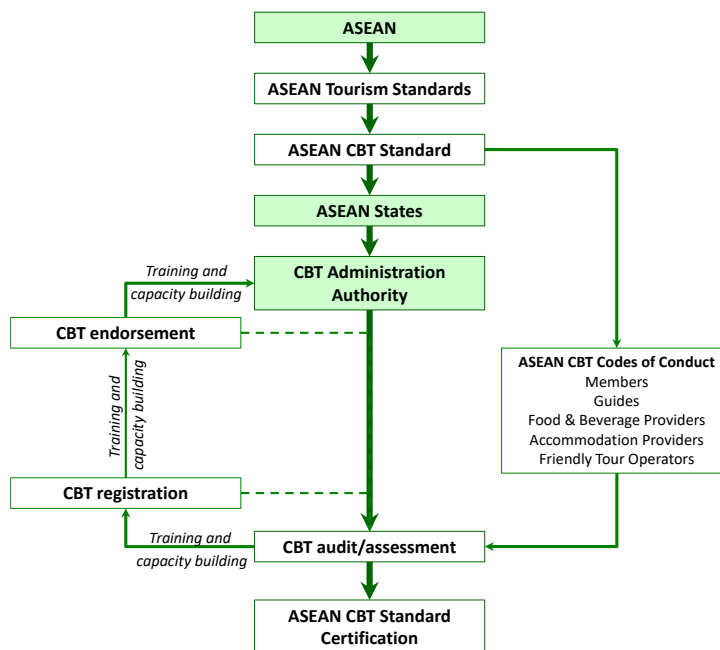 ASEAN
ASEAN Tourism Standards
ASEAN CBT Standard
ASEAN States
Training and
capacity building
CBT Administration
Authority
CBT endorsement
Training and
capacity building
ASEAN CBT Codes of Conduct
Members
Guides
Food & Beverage Providers
Accommodation Providers
Friendly Tour Operators
CBT registration
Training and
capacity building
CBT audit/assessment
ASEAN CBT Standard
Certification